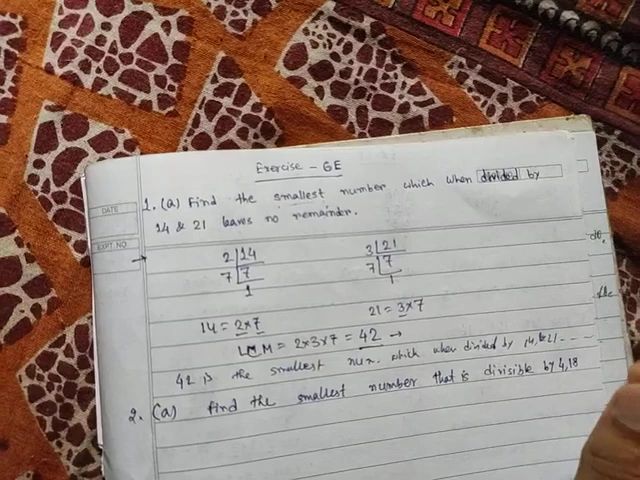 Exercise - 6E
1. (a) Find the smallest number which when divided by
14 & 21 leaves no remainder.
DATE
EXPT NO.
2 14 3 21
7 7 7 7
1 1
14 = 2×7 21 = 3×7
LCM = 2×3×7 = 42 →
42 is the smallest num. which when divided by 14, & 21 - - - -
2. (a) Find the smallest number that is divisible by 4,18